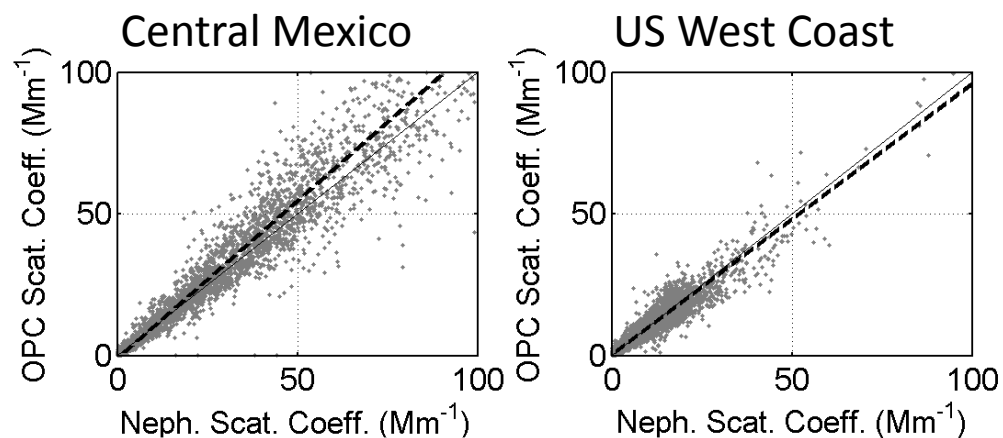 Central Mexico
OPC Scat. Coeff. (Mm⁻¹)
100
50
0
0 50 100
Neph. Scat. Coeff. (Mm⁻¹)
US West Coast
OPC Scat. Coeff. (Mm⁻¹)
100
50
0
0 50 100
Neph. Scat. Coeff. (Mm⁻¹)